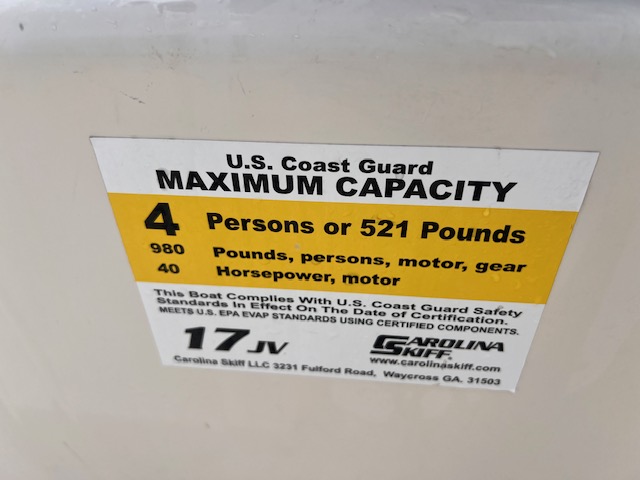 U.S. Coast Guard
MAXIMUM CAPACITY
4 Persons or 521 Pounds
980 Pounds, persons, motor, gear
40 Horsepower, motor
This Boat Complies With U.S. Coast Guard Safety
Standards In Effect On The Date of Certification.
MEETS U.S. EPA EVAP STANDARDS USING CERTIFIED COMPONENTS.
17 JV
CAROLINA
SKIFF
www.carolinaskiff.com
Carolina Skiff LLC 3231 Fulford Road, Waycross GA. 31503